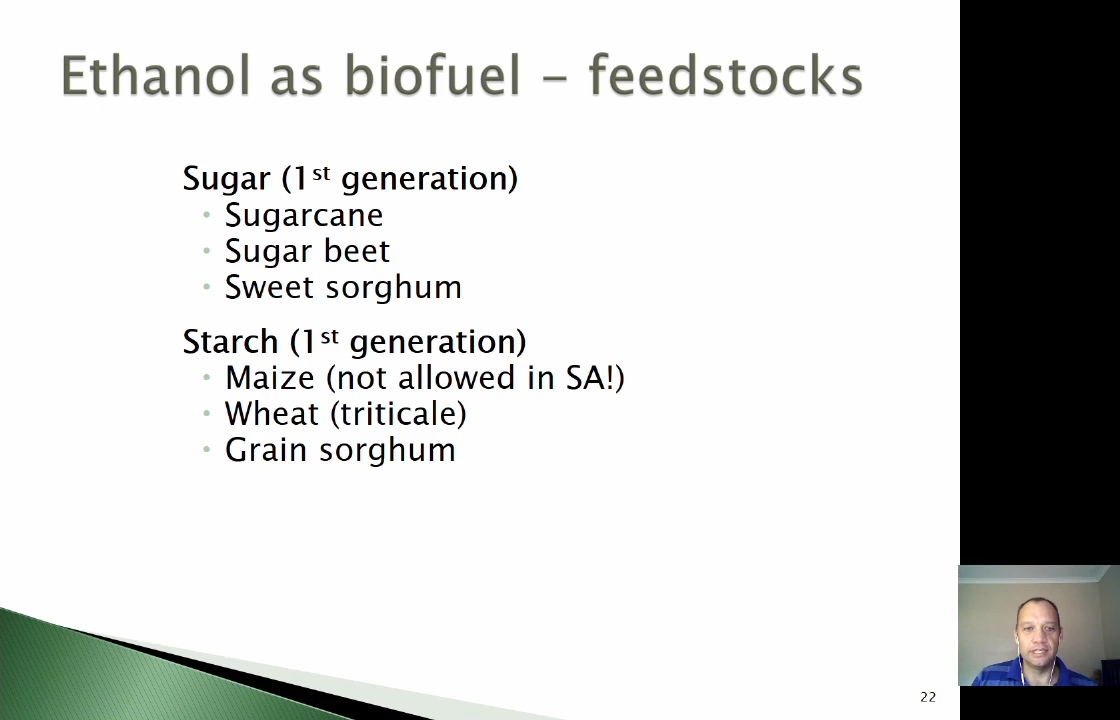 Ethanol as biofuel – feedstocks
Sugar (1st generation)
• Sugarcane
• Sugar beet
• Sweet sorghum
Starch (1st generation)
• Maize (not allowed in SA!)
• Wheat (triticale)
• Grain sorghum
22